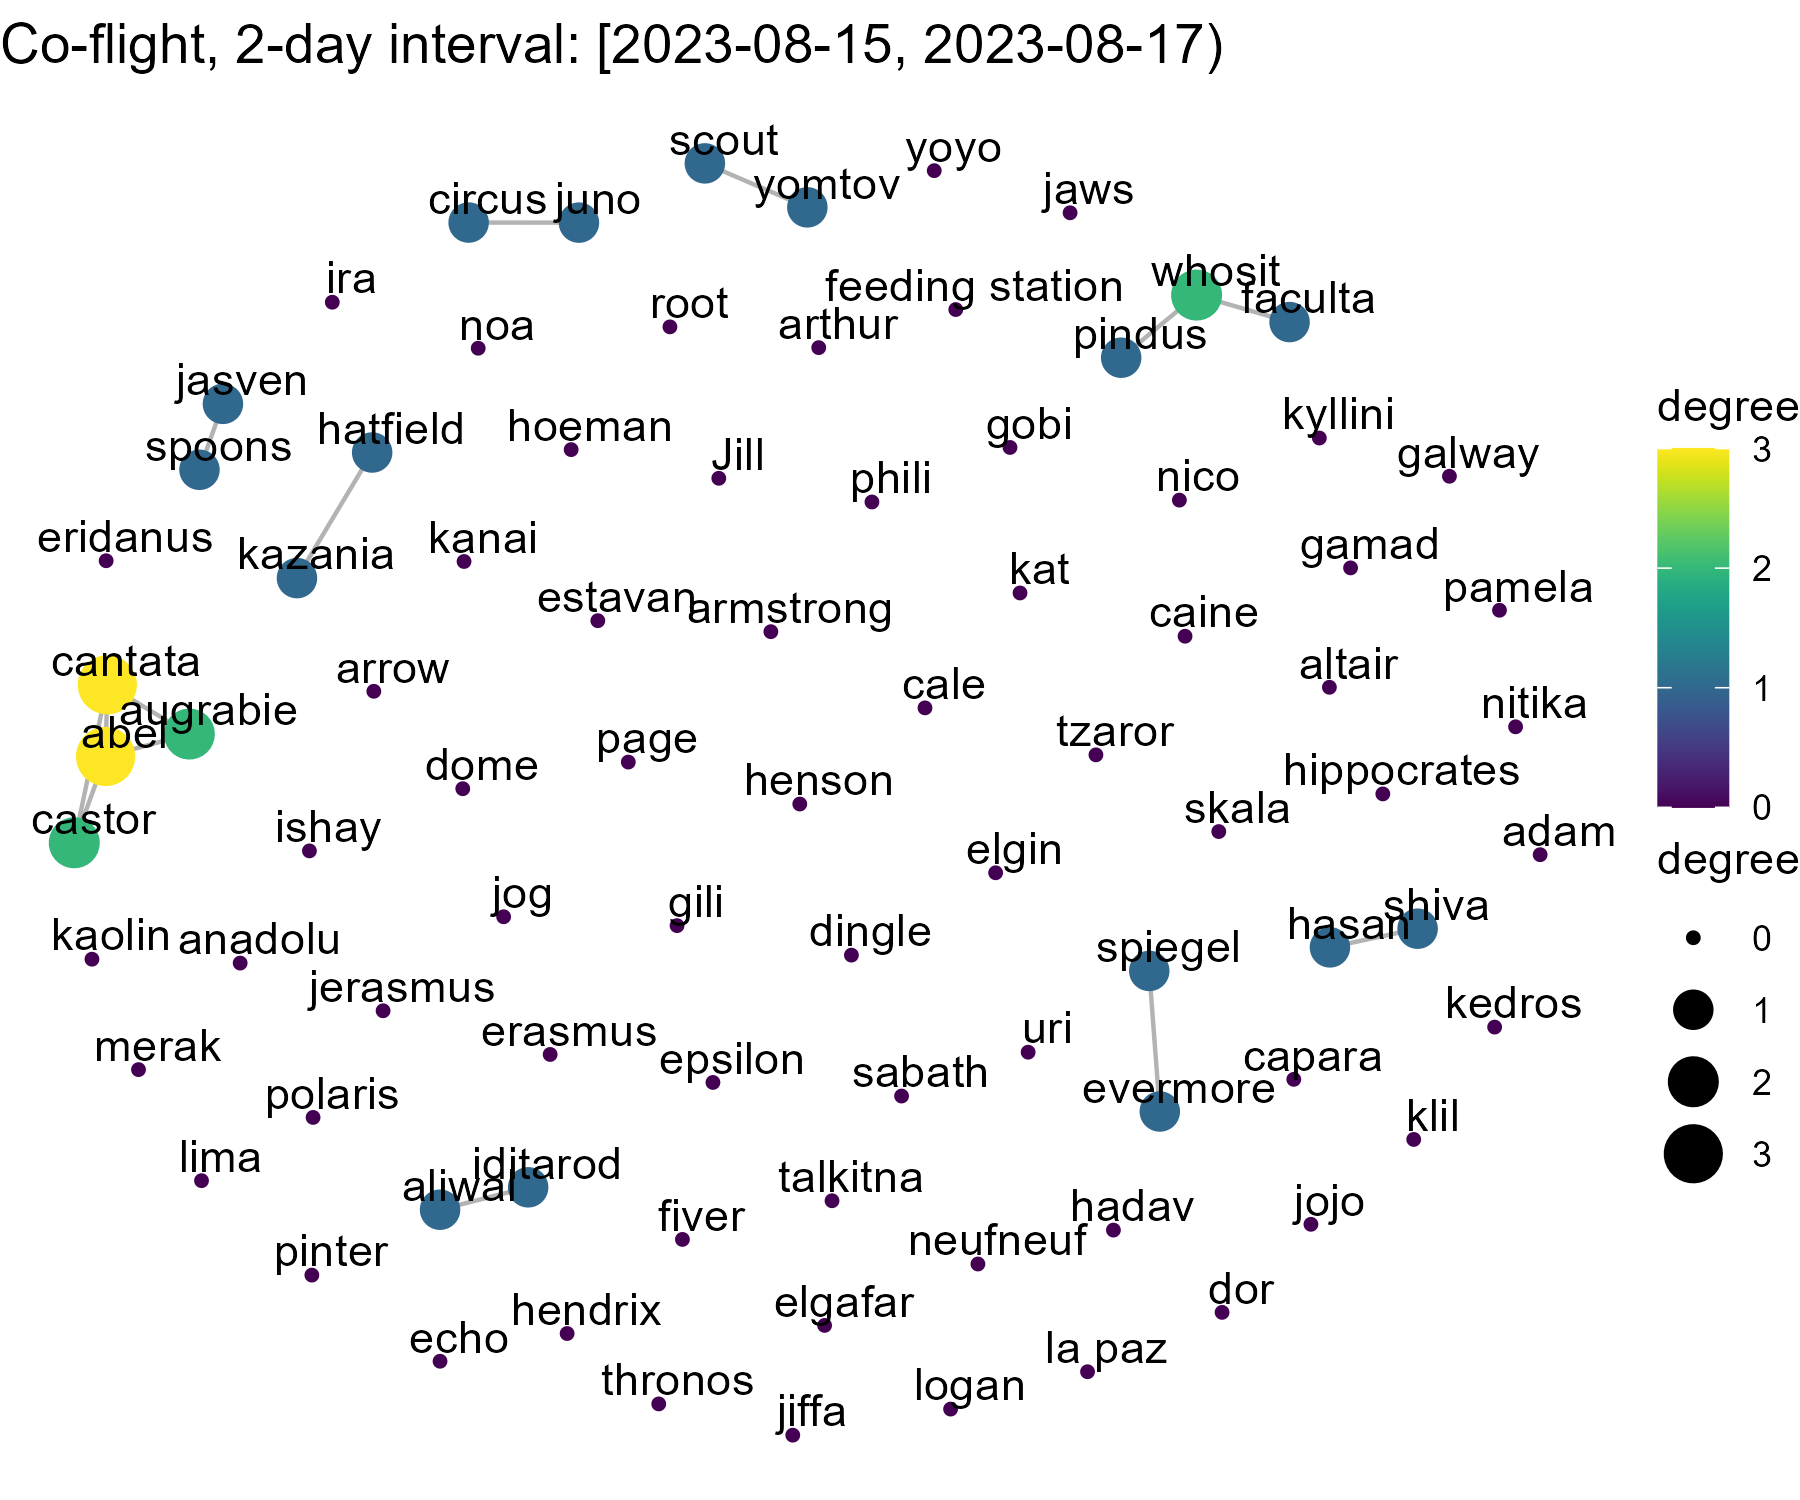 Co-flight, 2-day interval: [2023-08-15, 2023-08-17)
scout
yoyo
yomtov
jaws
circus
juno
ira
whosit
feeding station
faculta
root
noa
arthur
pindus
jasven
hatfield
hoeman
gobi
kyllini
spoons
Jill
galway
phili
nico
eridanus
kanai
kazania
gamad
kat
pamela
estavan
armstrong
caine
cantata
arrow
altair
cale
augrabie
nitika
abel
page
tzaror
dome
henson
hippocrates
castor
ishay
skala
adam
elgin
jog
gili
shiva
kaolin
anadolu
dingle
hasan
spiegel
jerasmus
kedros
merak
erasmus
uri
epsilon
sabath
capara
polaris
evermore
klil
lima
iditarod
aliwal
talkitna
hadav
jojo
fiver
neufneuf
pinter
dor
hendrix
elgafar
echo
la paz
thronos
logan
jiffa
degree
3
2
1
0
degree
0
1
2
3